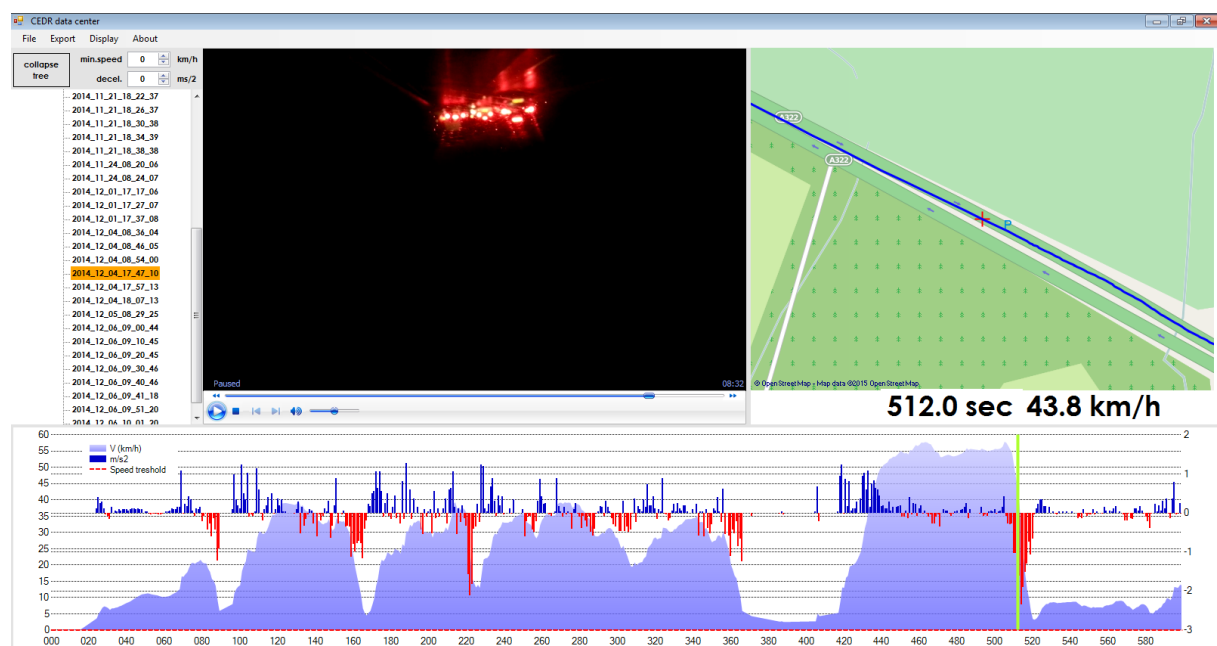 CEDR data center
File Export Display About
collapse tree
min.speed 0 km/h
decel. 0 ms/2
2014_11_21_18_22_37
2014_11_21_18_26_37
2014_11_21_18_30_38
2014_11_21_18_34_39
2014_11_21_18_38_38
2014_11_24_08_20_06
2014_11_24_08_24_07
2014_12_01_17_17_06
2014_12_01_17_27_07
2014_12_01_17_37_08
2014_12_04_08_36_04
2014_12_04_08_46_05
2014_12_04_08_54_00
2014_12_04_17_47_10
2014_12_04_17_57_13
2014_12_04_18_07_13
2014_12_05_08_29_25
2014_12_06_09_00_44
2014_12_06_09_10_45
2014_12_06_09_20_45
2014_12_06_09_30_46
2014_12_06_09_40_46
2014_12_06_09_41_18
2014_12_06_09_51_20
2014_12_06_10_01_20
Paused 08:32
A322
A322
P
© OpenStreetMap - Map data ©2015 OpenStreetMap
512.0 sec 43.8 km/h
V (km/h)
m/s2
Speed treshold
60
55
50
45
40
35
30
25
20
15
10
5
0
2
1
0
-1
-2
-3
000 020 040 060 080 100 120 140 160 180 200 220 240 260 280 300 320 340 360 380 400 420 440 460 480 500 520 540 560 580